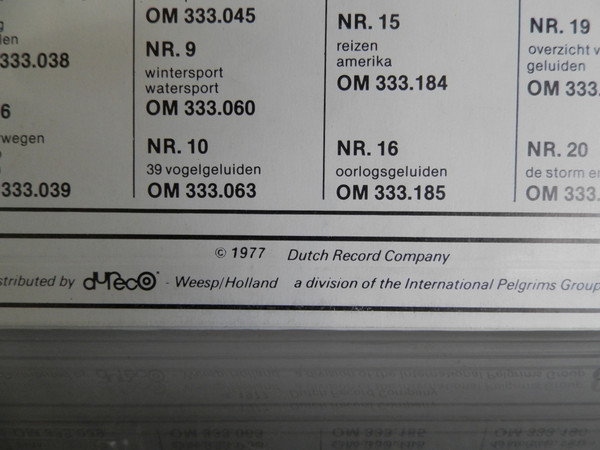 333.038
6
wegen
333.039
OM 333.045
NR. 9
wintersport
watersport
OM 333.060
NR. 10
39 vogelgeluiden
OM 333.063
NR. 15
reizen
amerika
OM 333.184
NR. 16
oorlogsgeluiden
OM 333.185
NR. 19
overzicht v
geluiden
OM 333.
NR. 20
de storm en
OM 333.
© 1977 Dutch Record Company
stributed by dureco · Weesp/Holland a division of the International Pelgrims Group